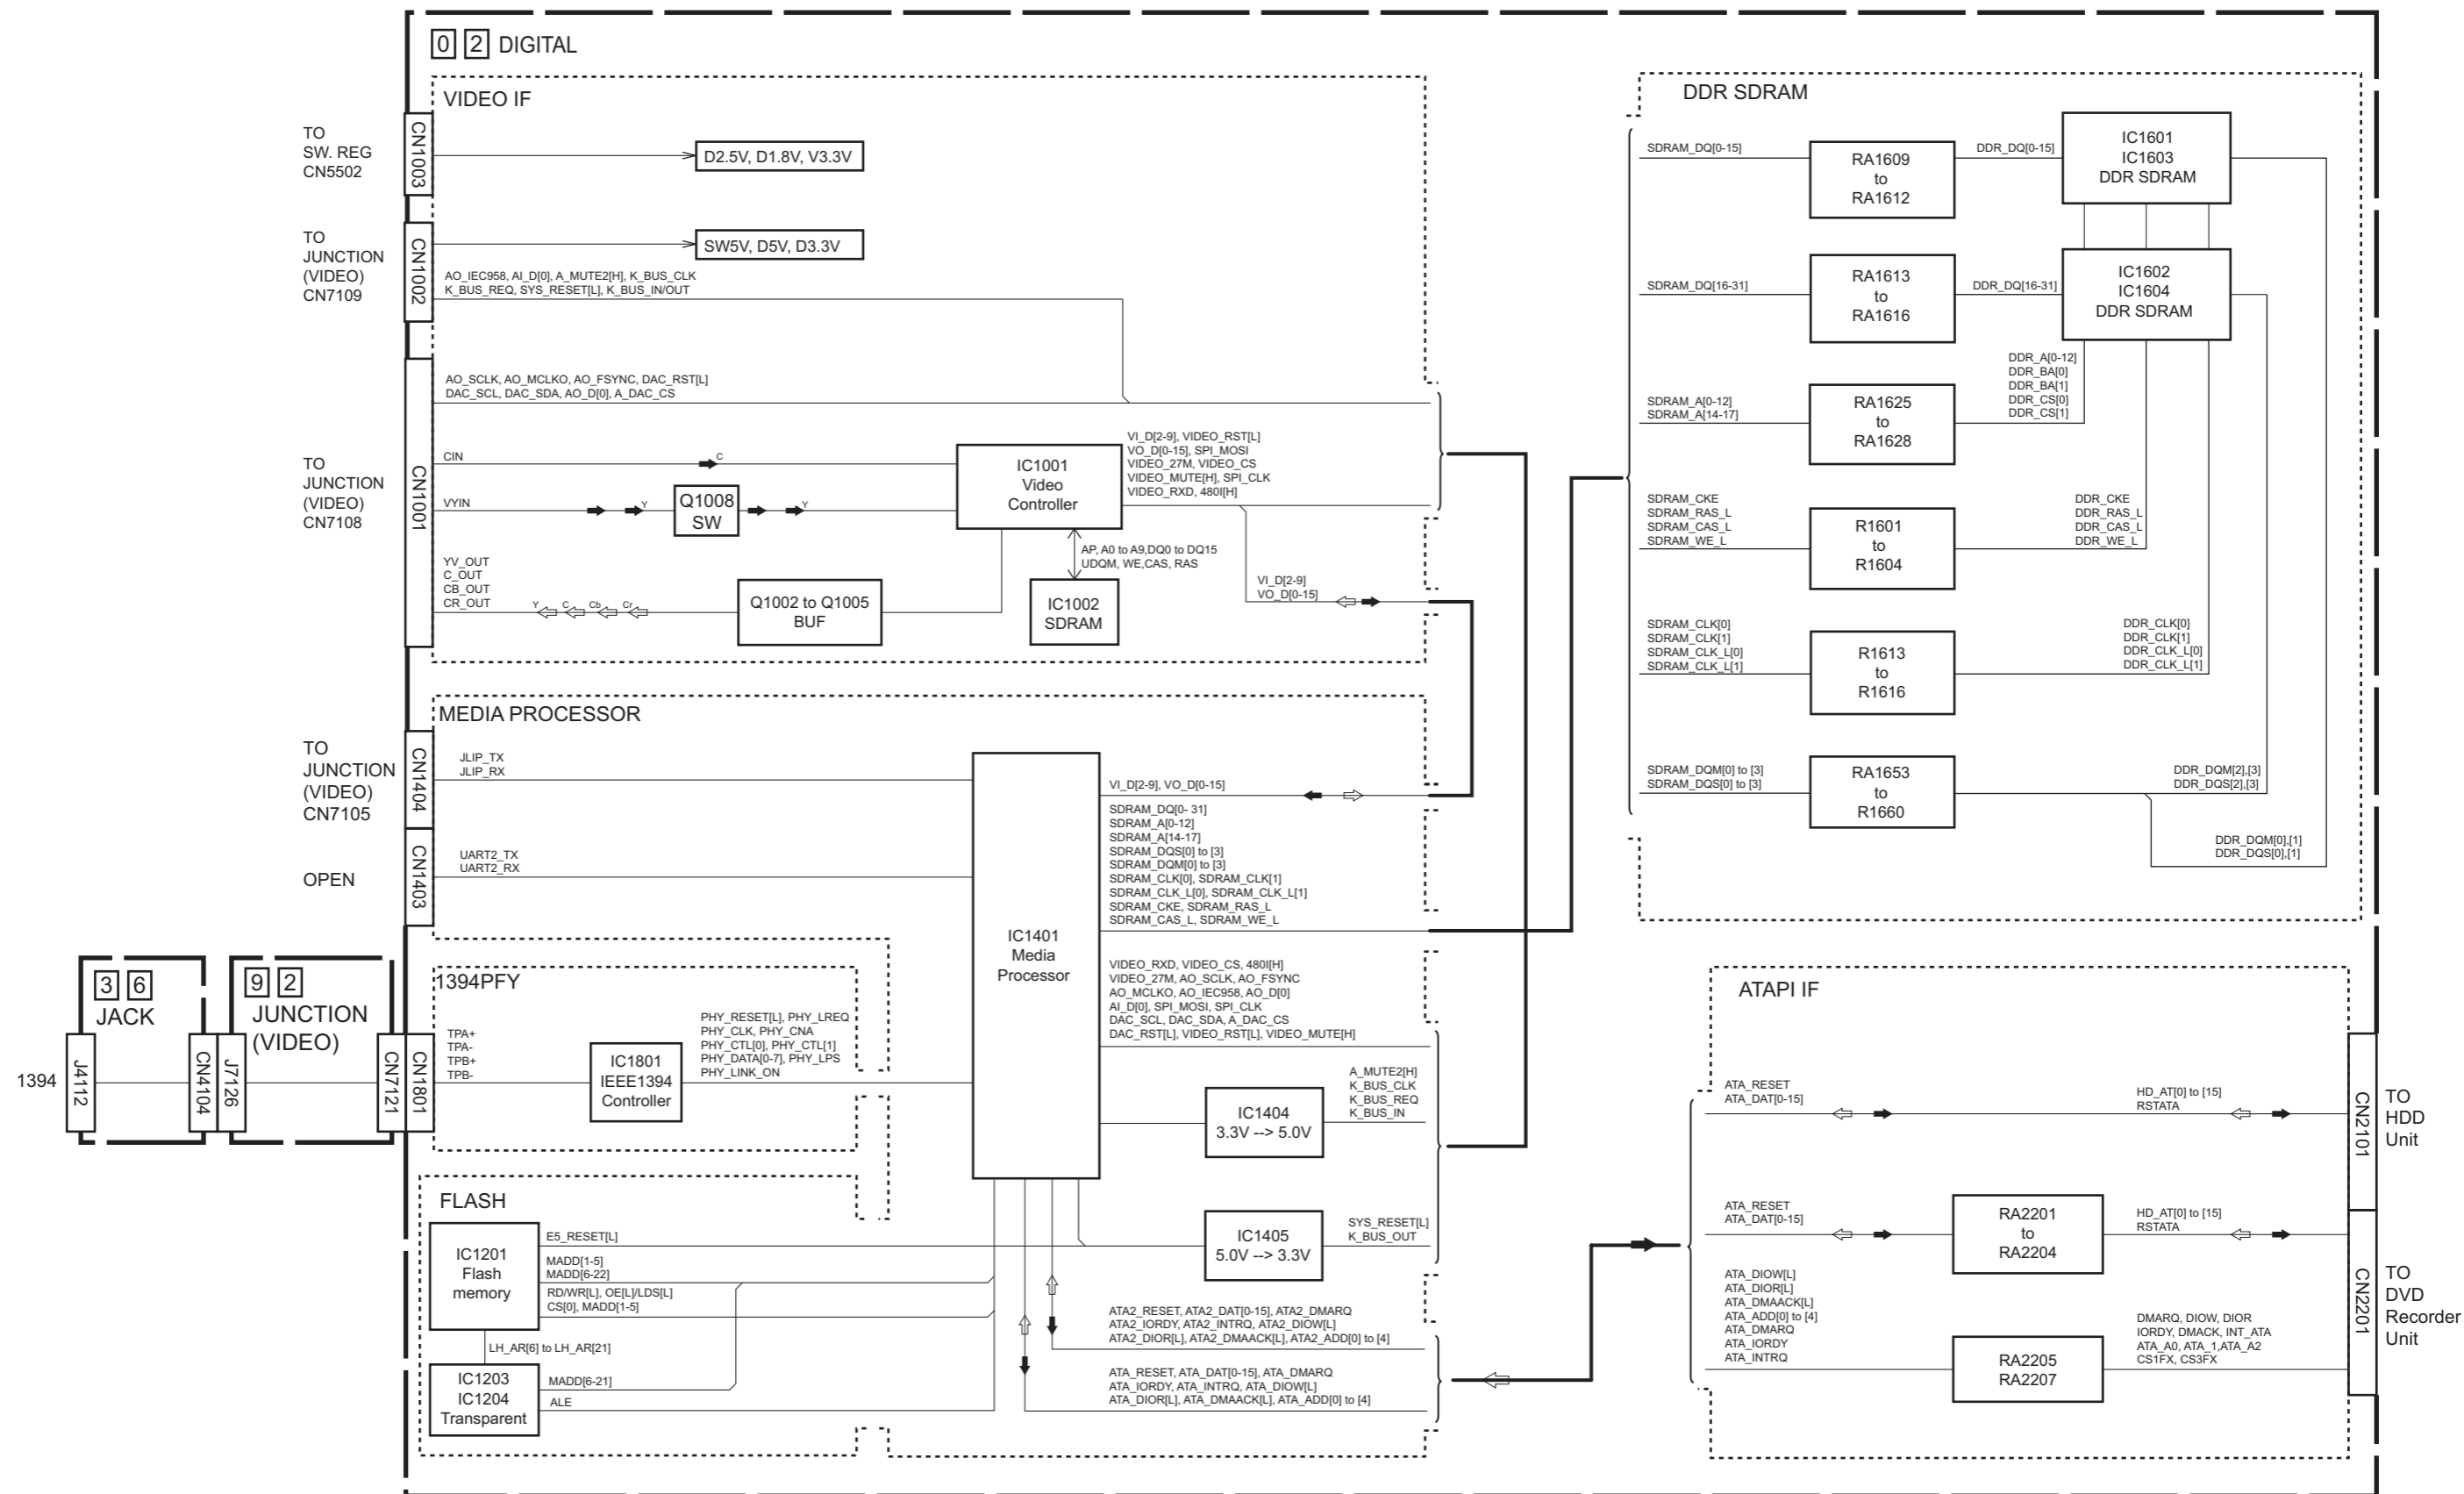 0 2 DIGITAL
VIDEO IF
TO
SW. REG
CN5502
CN1003
D2.5V, D1.8V, V3.3V
TO
JUNCTION
(VIDEO)
CN7109
CN1002
SW5V, D5V, D3.3V
AO_IEC958, AI_D[0], A_MUTE2[H], K_BUS_CLK
K_BUS_REQ, SYS_RESET[L], K_BUS_IN/OUT
TO
JUNCTION
(VIDEO)
CN7108
CN1001
AO_SCLK, AO_MCLKO, AO_FSYNC, DAC_RST[L]
DAC_SCL, DAC_SDA, AO_D[0], A_DAC_CS
CIN
C
VYIN
Y
Q1008
SW
Y
IC1001
Video
Controller
VI_D[2-9], VIDEO_RST[L]
VO_D[0-15], SPI_MOSI
VIDEO_27M, VIDEO_CS
VIDEO_MUTE[H], SPI_CLK
VIDEO_RXD, 480I[H]
YV_OUT
C_OUT
CB_OUT
CR_OUT
Y C Cb Cr
Q1002 to Q1005
BUF
AP, A0 to A9,DQ0 to DQ15
UDQM, WE,CAS, RAS
IC1002
SDRAM
VI_D[2-9]
VO_D[0-15]
MEDIA PROCESSOR
TO
JUNCTION
(VIDEO)
CN7105
CN1404
JLIP_TX
JLIP_RX
OPEN
CN1403
UART2_TX
UART2_RX
IC1401
Media
Processor
VI_D[2-9], VO_D[0-15]
SDRAM_DQ[0- 31]
SDRAM_A[0-12]
SDRAM_A[14-17]
SDRAM_DQS[0] to [3]
SDRAM_DQM[0] to [3]
SDRAM_CLK[0], SDRAM_CLK[1]
SDRAM_CLK_L[0], SDRAM_CLK_L[1]
SDRAM_CKE, SDRAM_RAS_L
SDRAM_CAS_L, SDRAM_WE_L
VIDEO_RXD, VIDEO_CS, 480I[H]
VIDEO_27M, AO_SCLK, AO_FSYNC
AO_MCLKO, AO_IEC958, AO_D[0]
AI_D[0], SPI_MOSI, SPI_CLK
DAC_SCL, DAC_SDA, A_DAC_CS
DAC_RST[L], VIDEO_RST[L], VIDEO_MUTE[H]
IC1404
3.3V --> 5.0V
A_MUTE2[H]
K_BUS_CLK
K_BUS_REQ
K_BUS_IN
IC1405
5.0V --> 3.3V
SYS_RESET[L]
K_BUS_OUT
ATA2_RESET, ATA2_DAT[0-15], ATA2_DMARQ
ATA2_IORDY, ATA2_INTRQ, ATA2_DIOW[L]
ATA2_DIOR[L], ATA2_DMAACK[L], ATA2_ADD[0] to [4]
ATA_RESET, ATA_DAT[0-15], ATA_DMARQ
ATA_IORDY, ATA_INTRQ, ATA_DIOW[L]
ATA_DIOR[L], ATA_DMAACK[L], ATA_ADD[0] to [4]
1394
J4112
3 6
JACK
CN4104
J7126
9 2
JUNCTION
(VIDEO)
CN7121
CN1801
1394PFY
TPA+
TPA-
TPB+
TPB-
IC1801
IEEE1394
Controller
PHY_RESET[L], PHY_LREQ
PHY_CLK, PHY_CNA
PHY_CTL[0], PHY_CTL[1]
PHY_DATA[0-7], PHY_LPS
PHY_LINK_ON
FLASH
IC1201
Flash
memory
E5_RESET[L]
MADD[1-5]
MADD[6-22]
RD/WR[L], OE[L]/LDS[L]
CS[0], MADD[1-5]
LH_AR[6] to LH_AR[21]
IC1203
IC1204
Transparent
MADD[6-21]
ALE
DDR SDRAM
SDRAM_DQ[0-15]
RA1609
to
RA1612
DDR_DQ[0-15]
IC1601
IC1603
DDR SDRAM
SDRAM_DQ[16-31]
RA1613
to
RA1616
DDR_DQ[16-31]
IC1602
IC1604
DDR SDRAM
SDRAM_A[0-12]
SDRAM_A[14-17]
RA1625
to
RA1628
DDR_A[0-12]
DDR_BA[0]
DDR_BA[1]
DDR_CS[0]
DDR_CS[1]
SDRAM_CKE
SDRAM_RAS_L
SDRAM_CAS_L
SDRAM_WE_L
R1601
to
R1604
DDR_CKE
DDR_RAS_L
DDR_CAS_L
DDR_WE_L
SDRAM_CLK[0]
SDRAM_CLK[1]
SDRAM_CLK_L[0]
SDRAM_CLK_L[1]
R1613
to
R1616
DDR_CLK[0]
DDR_CLK[1]
DDR_CLK_L[0]
DDR_CLK_L[1]
SDRAM_DQM[0] to [3]
SDRAM_DQS[0] to [3]
RA1653
to
R1660
DDR_DQM[2],[3]
DDR_DQS[2],[3]
DDR_DQM[0],[1]
DDR_DQS[0],[1]
ATAPI IF
ATA_RESET
ATA_DAT[0-15]
HD_AT[0] to [15]
RSTATA
CN2101
TO
HDD
Unit
ATA_RESET
ATA_DAT[0-15]
RA2201
to
RA2204
HD_AT[0] to [15]
RSTATA
CN2201
TO
DVD
Recorder
Unit
ATA_DIOW[L]
ATA_DIOR[L]
ATA_DMAACK[L]
ATA_ADD[0] to [4]
ATA_DMARQ
ATA_IORDY
ATA_INTRQ
RA2205
RA2207
DMARQ, DIOW, DIOR
IORDY, DMACK, INT_ATA
ATA_A0, ATA_1,ATA_A2
CS1FX, CS3FX